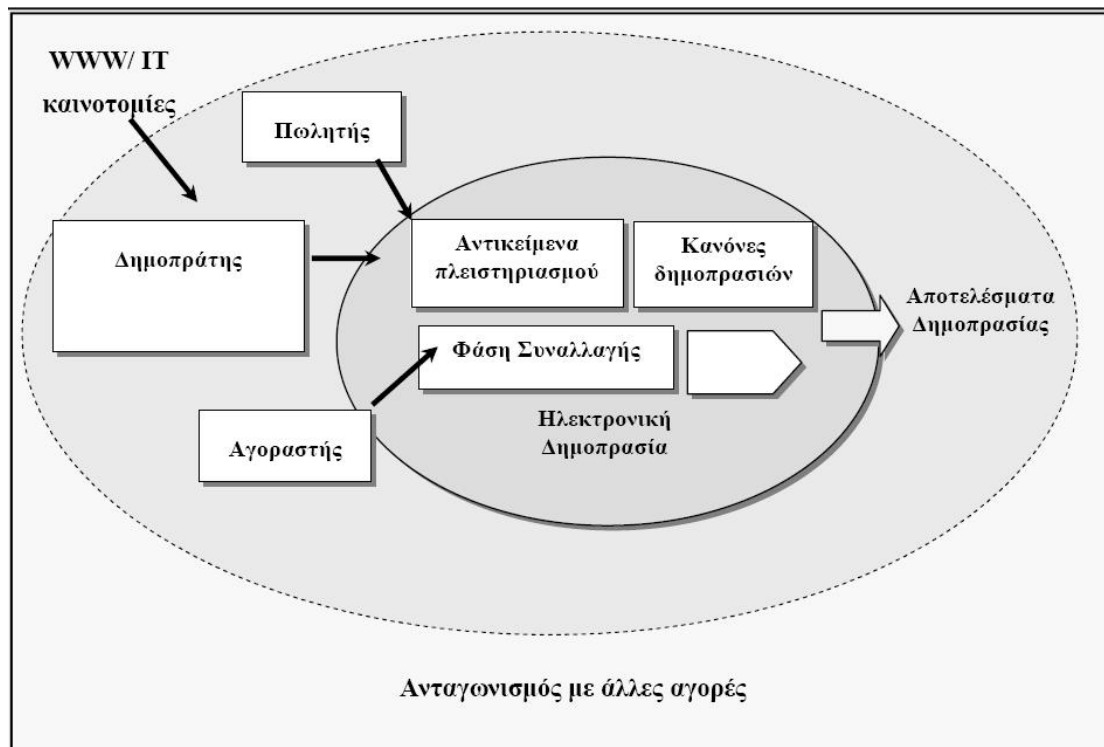 WWW/ IT
καινοτομίες
Πωλητής
Δημοπράτης
Αντικείμενα
πλειστηριασμού
Κανόνες
δημοπρασιών
Αποτελέσματα
Δημοπρασίας
Φάση Συναλλαγής
Ηλεκτρονική
Δημοπρασία
Αγοραστής
Ανταγωνισμός με άλλες αγορές